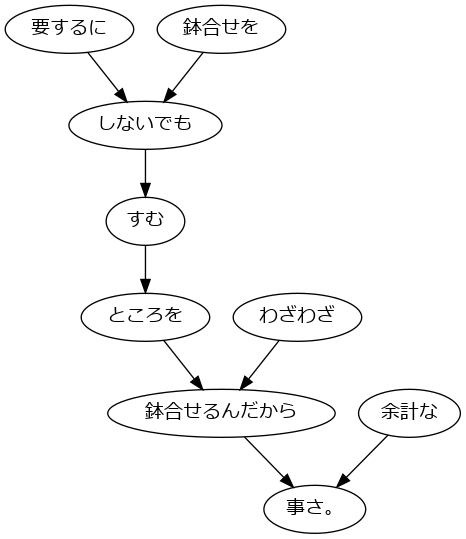 要するに
鉢合せを
しないでも
すむ
ところを
わざわざ
鉢合せるんだから
余計な
事さ。